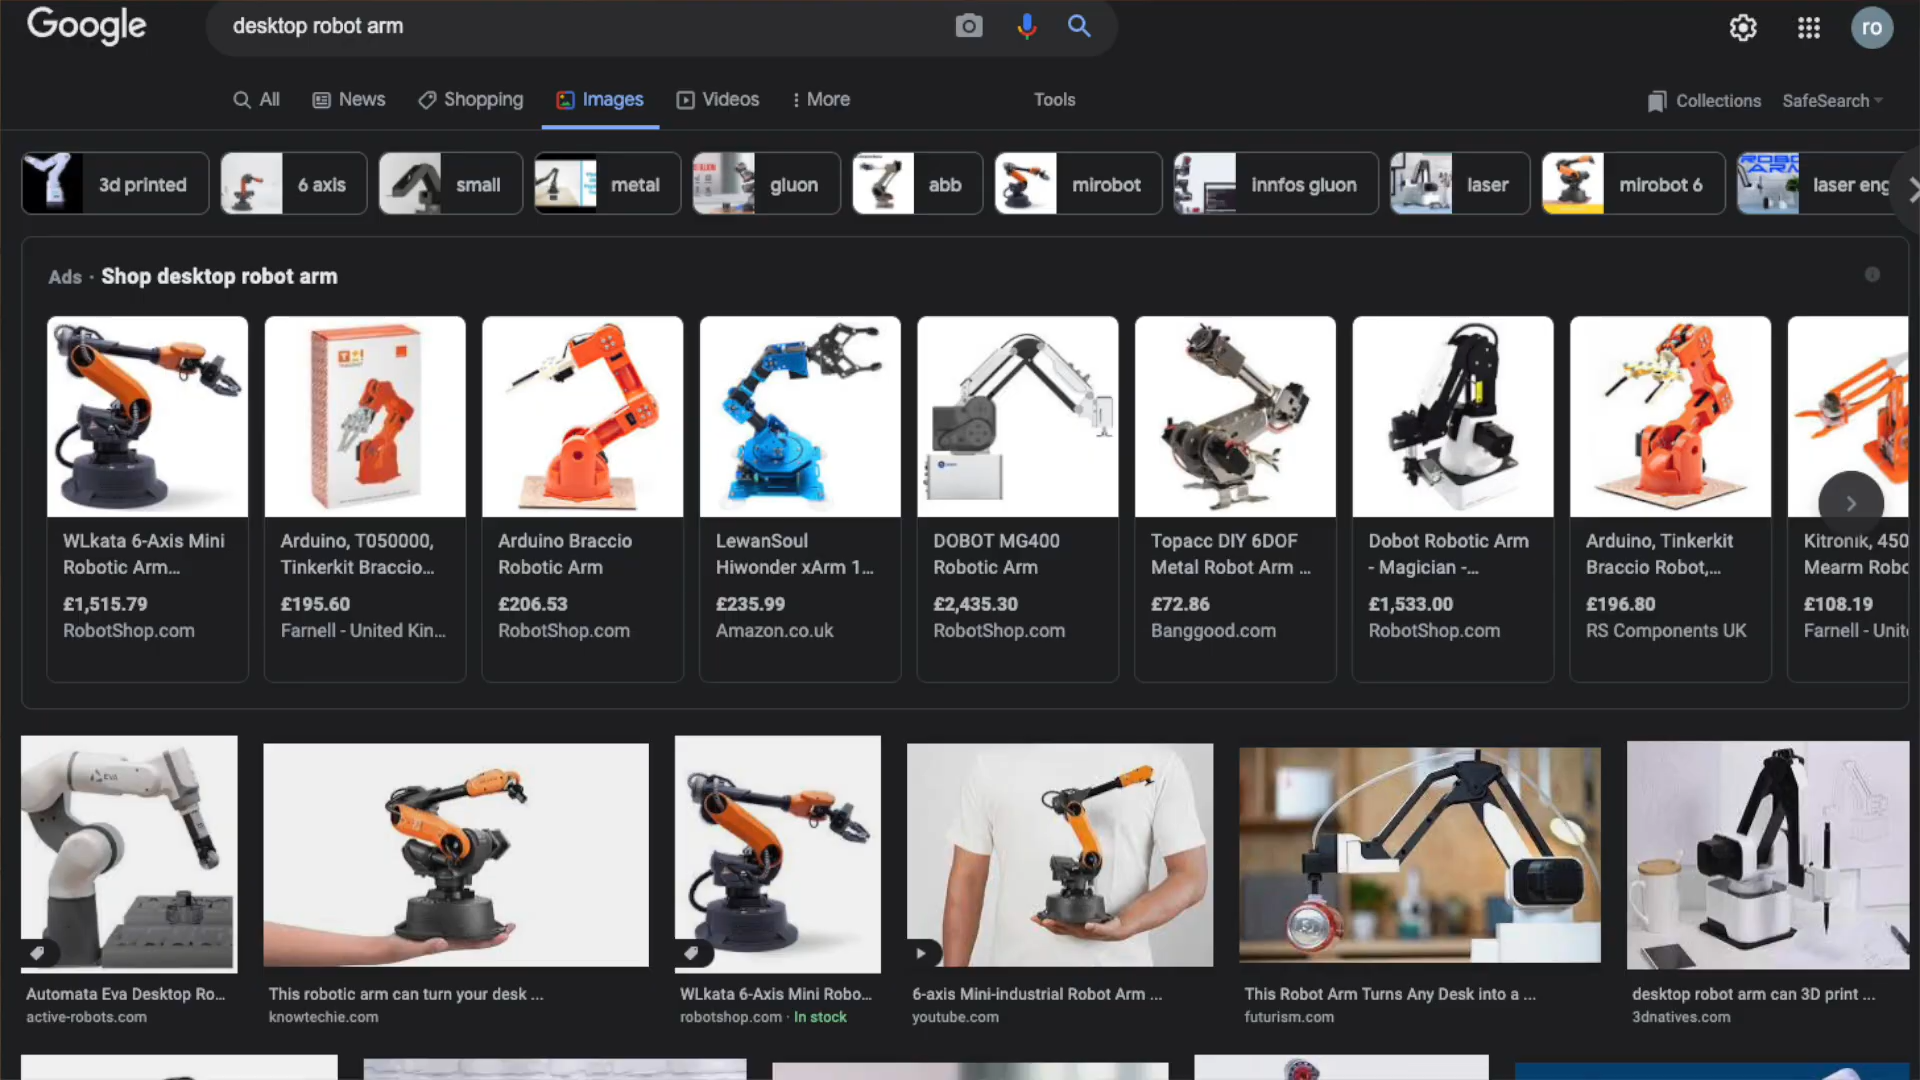 Google
desktop robot arm
ro
All
News
Shopping
Images
Videos
More
Tools
Collections
SafeSearch
3d printed
6 axis
small
metal
gluon
abb
mirobot
innfos gluon
laser
mirobot 6
laser eng
Ads · Shop desktop robot arm
WLkata 6-Axis Mini
Robotic Arm...
£1,515.79
RobotShop.com
Arduino, T050000,
Tinkerkit Braccio...
£195.60
Farnell - United Kin...
Arduino Braccio
Robotic Arm
£206.53
RobotShop.com
LewanSoul
Hiwonder xArm 1...
£235.99
Amazon.co.uk
DOBOT MG400
Robotic Arm
£2,435.30
RobotShop.com
Topacc DIY 6DOF
Metal Robot Arm ...
£72.86
Banggood.com
Dobot Robotic Arm
- Magician -...
£1,533.00
RobotShop.com
Arduino, Tinkerkit
Braccio Robot,...
£196.80
RS Components UK
Kitronik, 450
Mearm Robo
£108.19
Farnell - Unit
EVA
Automata Eva Desktop Ro...
active-robots.com
This robotic arm can turn your desk ...
knowtechie.com
WLkata 6-Axis Mini Robo...
robotshop.com · In stock
6-axis Mini-industrial Robot Arm ...
youtube.com
This Robot Arm Turns Any Desk into a ...
futurism.com
desktop robot arm can 3D print ...
3dnatives.com